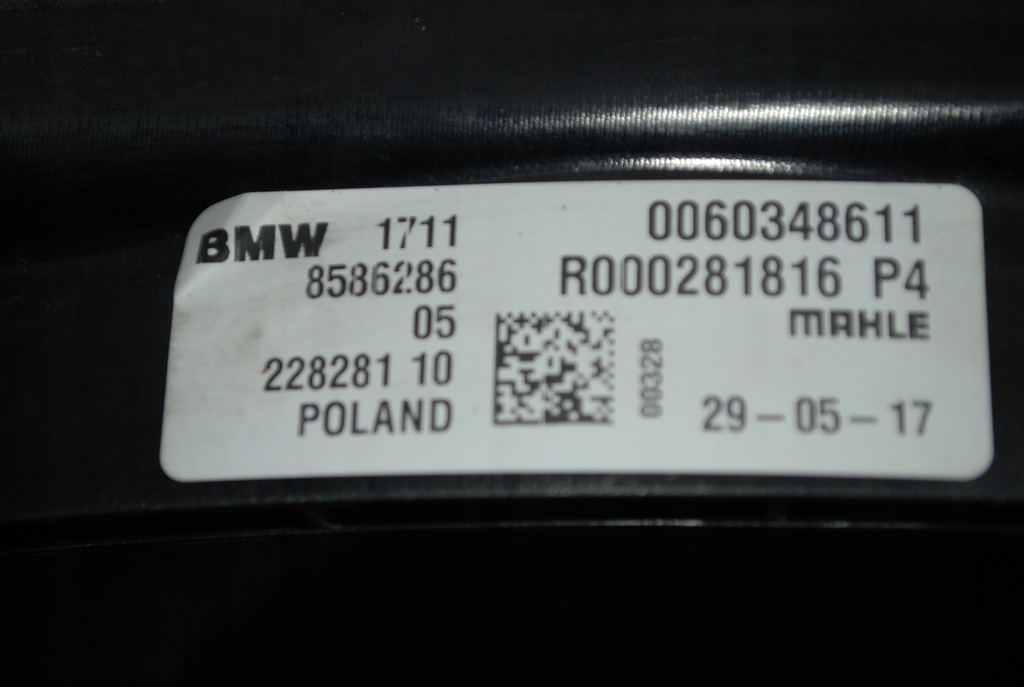 BMW 1711
8586286
05
228281 10
POLAND
0060348611
R000281816 P4
MAHLE
00328
29-05-17